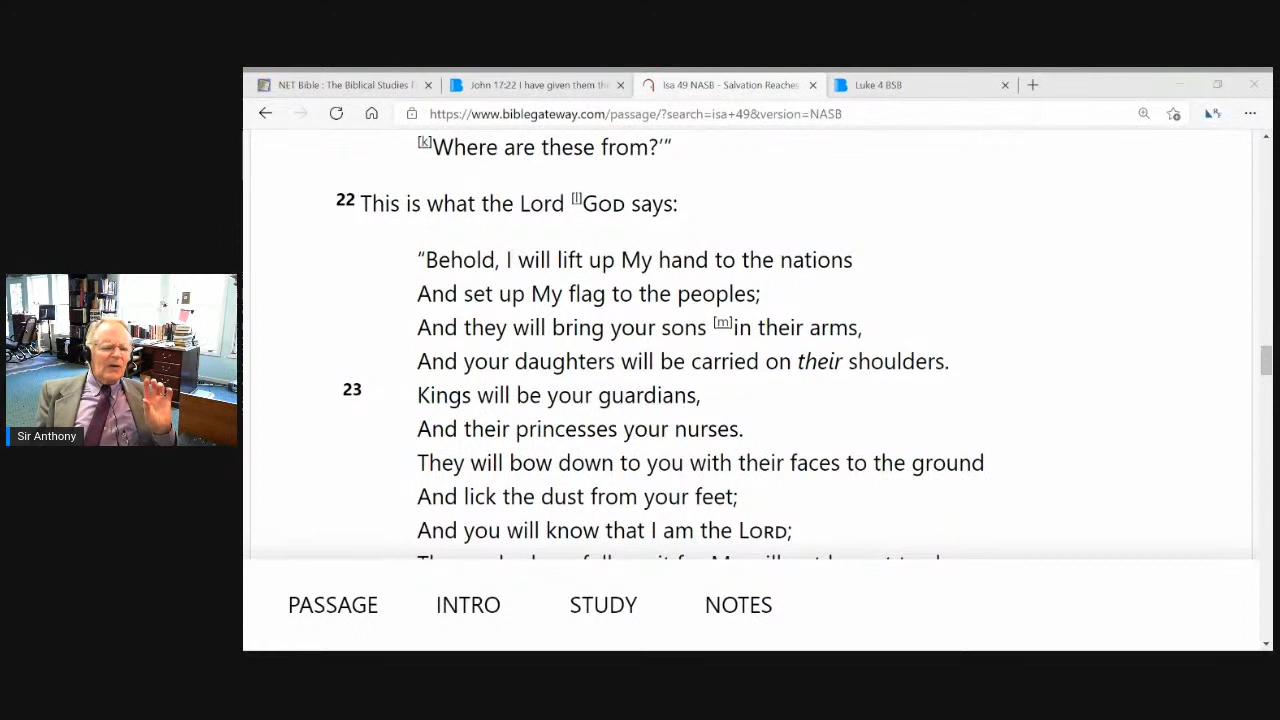 NET Bible : The Biblical Studies
John 17:22 I have given them th
Isa 49 NASB - Salvation Reaches
Luke 4 BSB
https://www.biblegateway.com/passage/?search=isa+49&version=NASB
[k]Where are these from?’”
22 This is what the Lord [l]GOD says:
“Behold, I will lift up My hand to the nations
And set up My flag to the peoples;
And they will bring your sons [m]in their arms,
And your daughters will be carried on their shoulders.
23 Kings will be your guardians,
And their princesses your nurses.
They will bow down to you with their faces to the ground
And lick the dust from your feet;
And you will know that I am the LORD;
PASSAGE INTRO STUDY NOTES
Sir Anthony